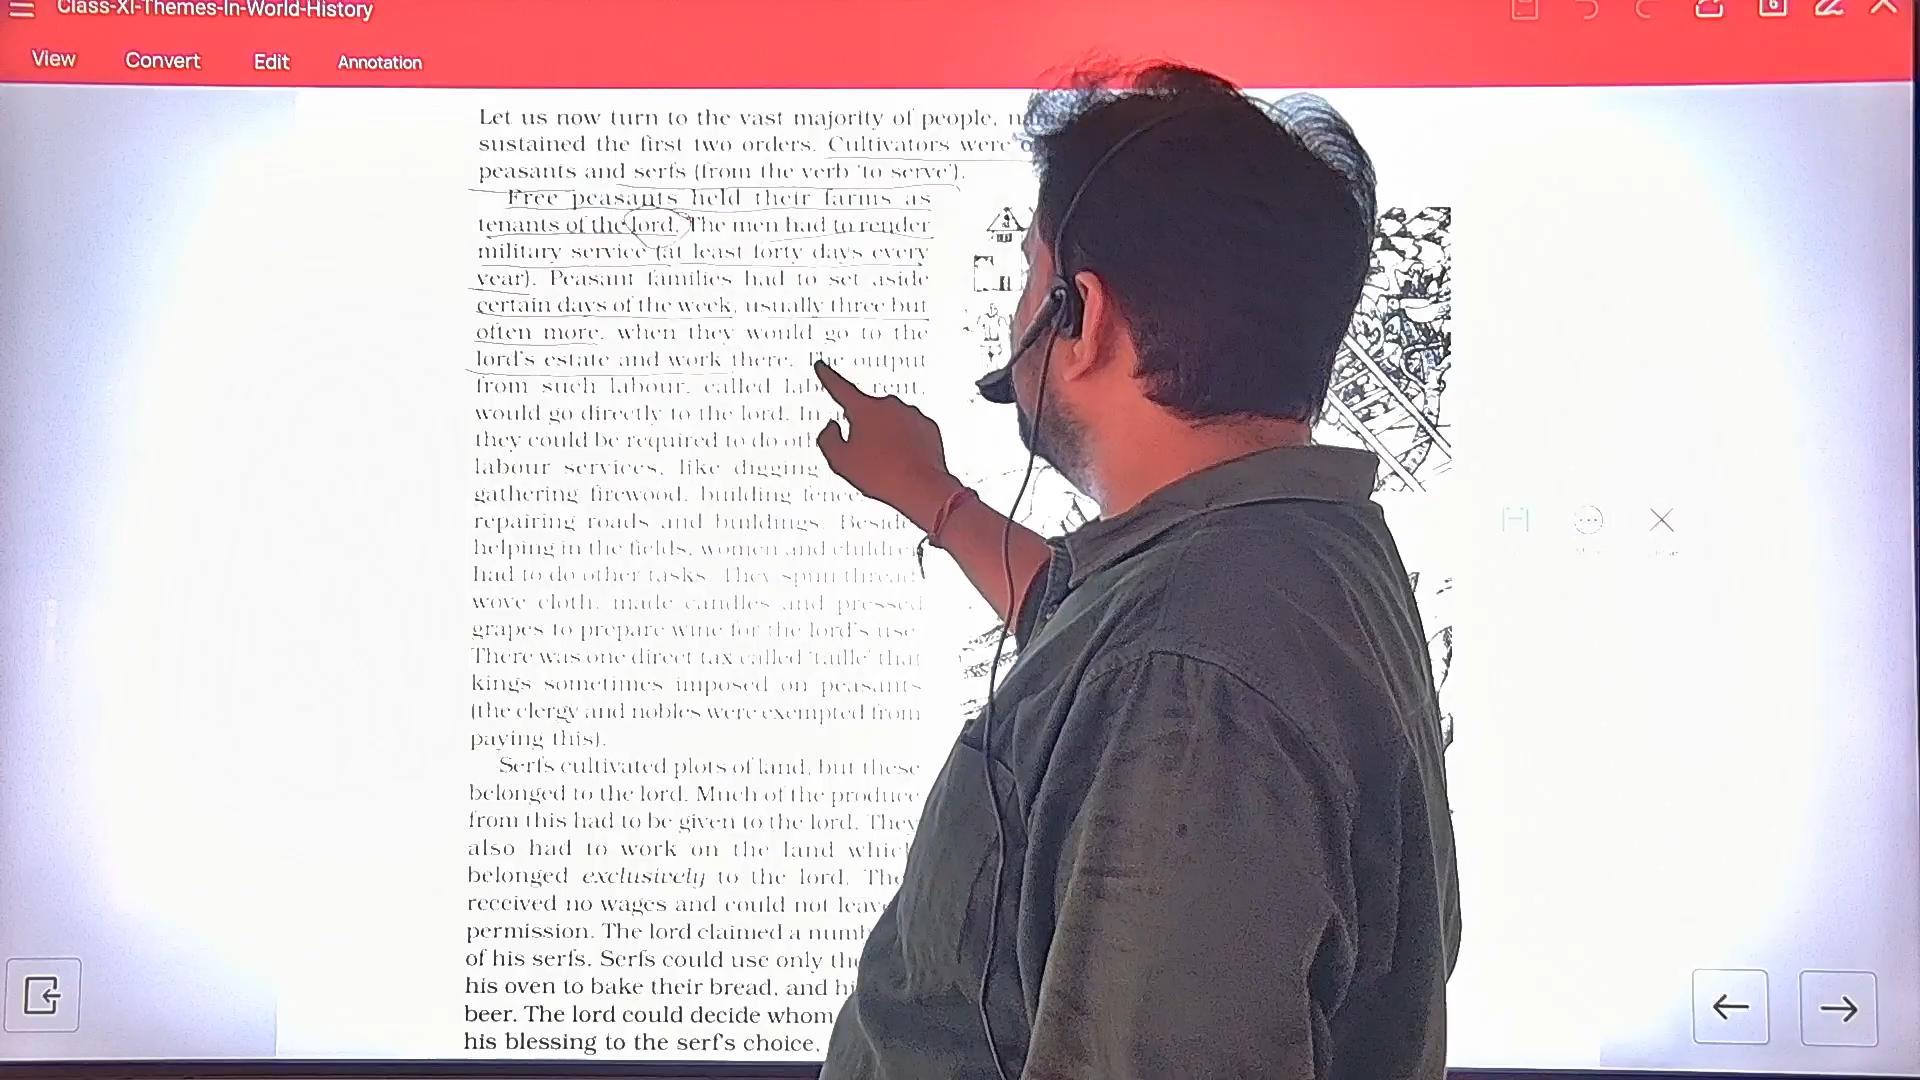 Class-XI-Themes-In-World-History
View Convert Edit Annotation
Let us now turn to the vast majority of people,
sustained the first two orders. Cultivators were
peasants and serfs (from the verb 'to serve').
Free peasants held their farms as
tenants of the lord. The men had to render
military service (at least forty days every
year). Peasant families had to set aside
certain days of the week, usually three but
often more, when they would go to the
lord's estate and work there. The output
from such labour, called rent,
would go directly to the lord. In
they could be required to do
labour services, like digging
gathering firewood, building
repairing roads and buildings.
helping in the fields, women and children
had to do other tasks. They spun thread,
wove cloth, made candles and pressed
grapes to prepare wine for the lord's use.
There was one direct tax called 'taille' that
kings sometimes imposed on peasants
(the clergy and nobles were exempted from
paying this).
Serfs cultivated plots of land, but these
belonged to the lord. Much of the produce
from this had to be given to the lord. They
also had to work on the land which
belonged exclusively to the lord.
received no wages and could not leave
permission. The lord claimed a
of his serfs. Serfs could use only
his oven to bake their bread, and
beer. The lord could decide whom
his blessing to the serf's choice,